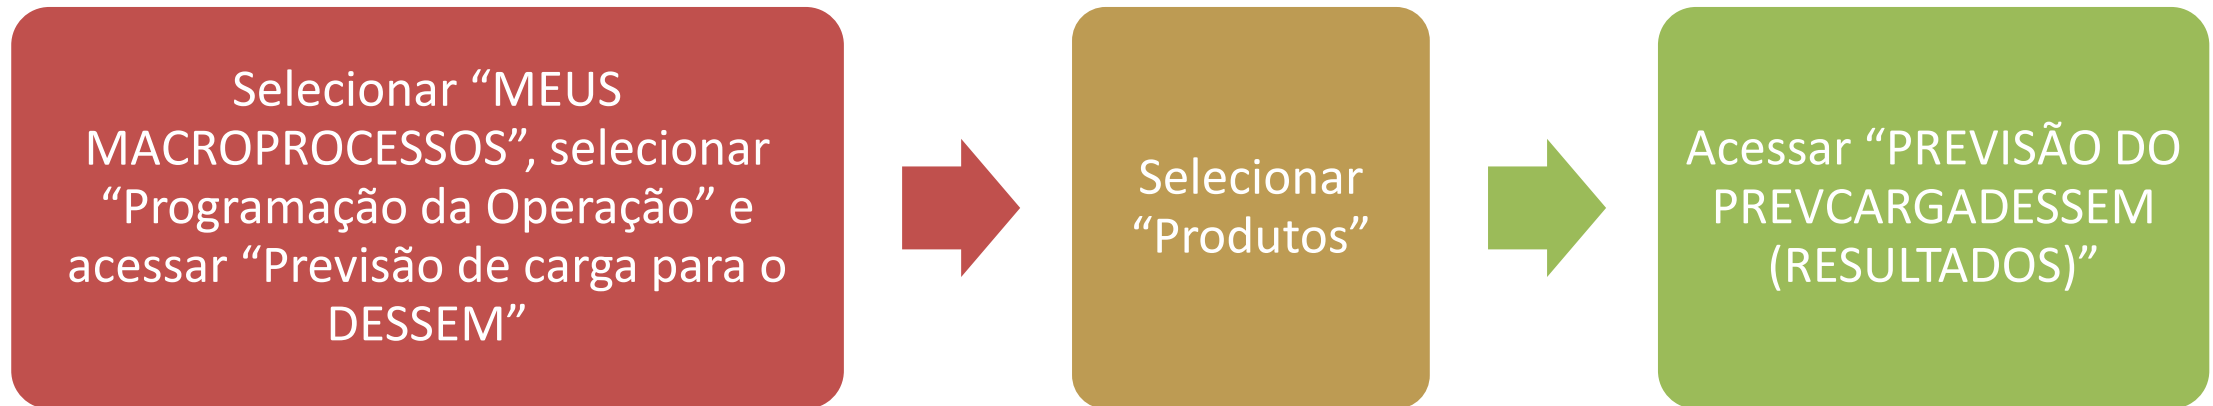 Selecionar “MEUS
MACROPROCESSOS”, selecionar
“Programação da Operação” e
acessar “Previsão de carga para o
DESSEM”
Selecionar
“Produtos”
Acessar “PREVISÃO DO
PREVCARGADESSEM
(RESULTADOS)”